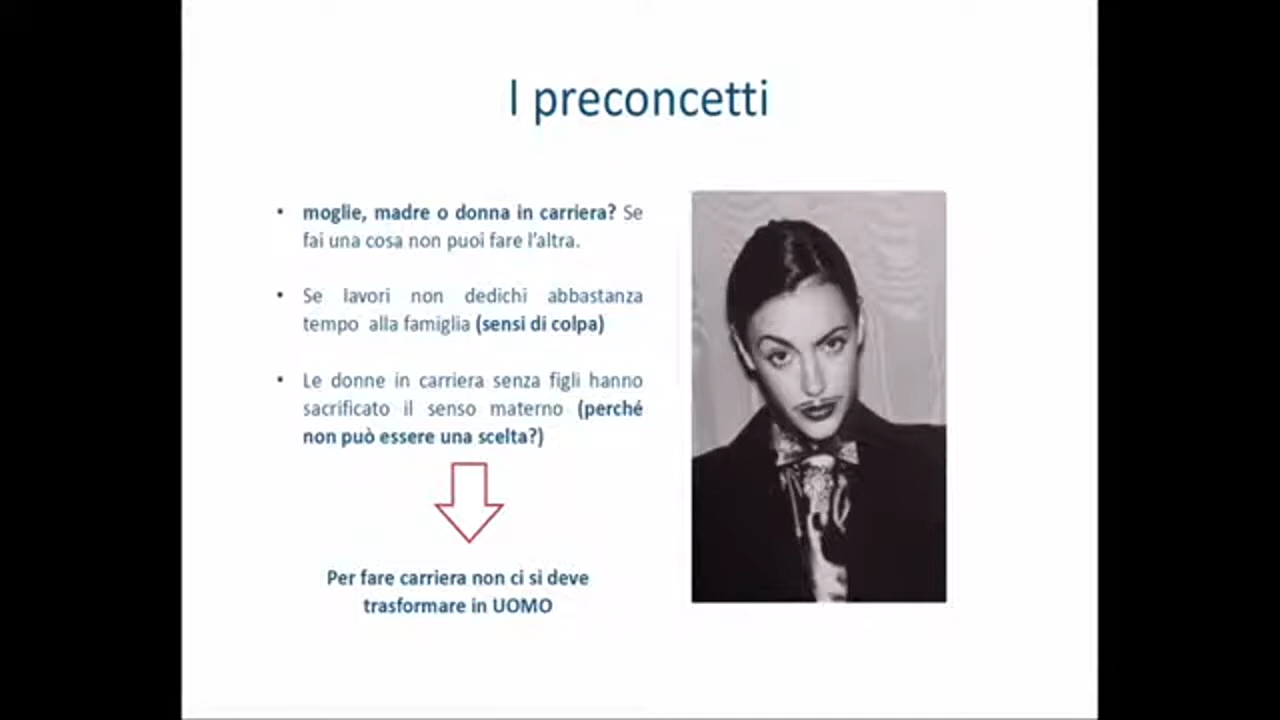 I preconcetti
• moglie, madre o donna in carriera? Se
fai una cosa non puoi fare l'altra.
• Se lavori non dedichi abbastanza
tempo alla famiglia (sensi di colpa)
• Le donne in carriera senza figli hanno
sacrificato il senso materno (perché
non può essere una scelta?)
Per fare carriera non ci si deve
trasformare in UOMO